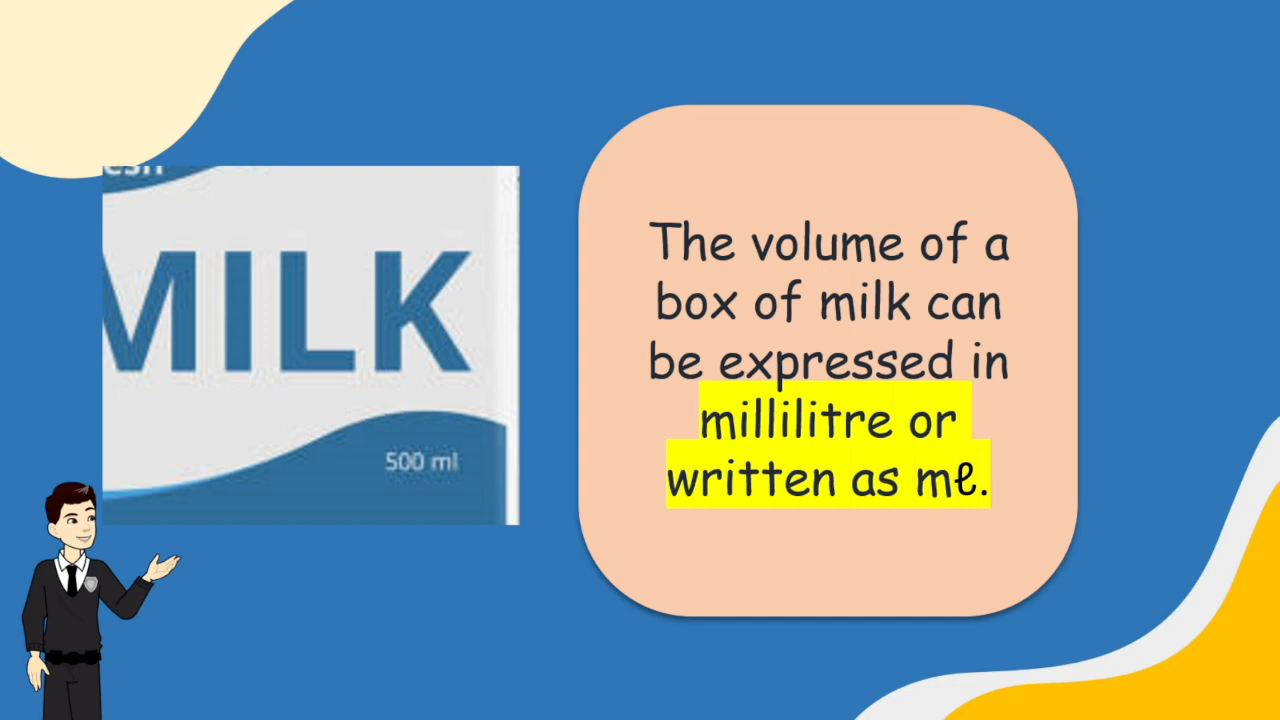 MILK
500 ml
The volume of a
box of milk can
be expressed in
millilitre or
written as mℓ.